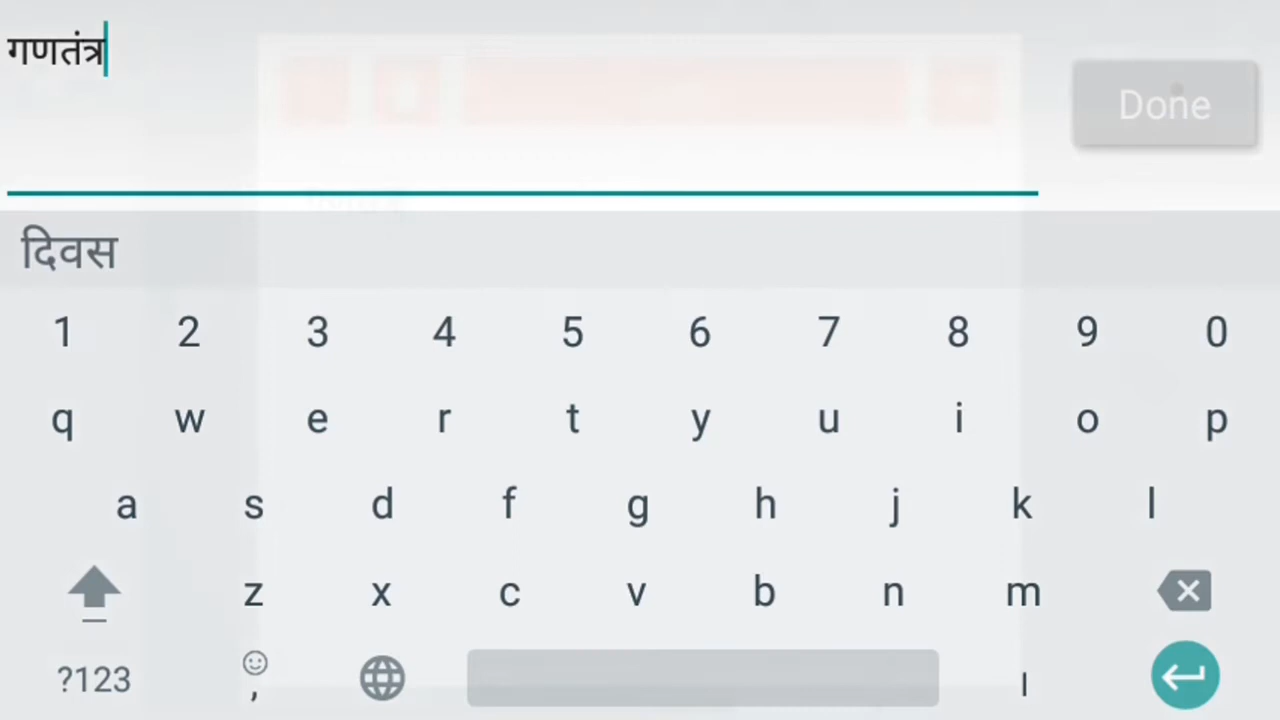 गणतंत्र
Done
दिवस
1 2 3 4 5 6 7 8 9 0
q w e r t y u i o p
a s d f g h j k l
z x c v b n m
?123 , ।